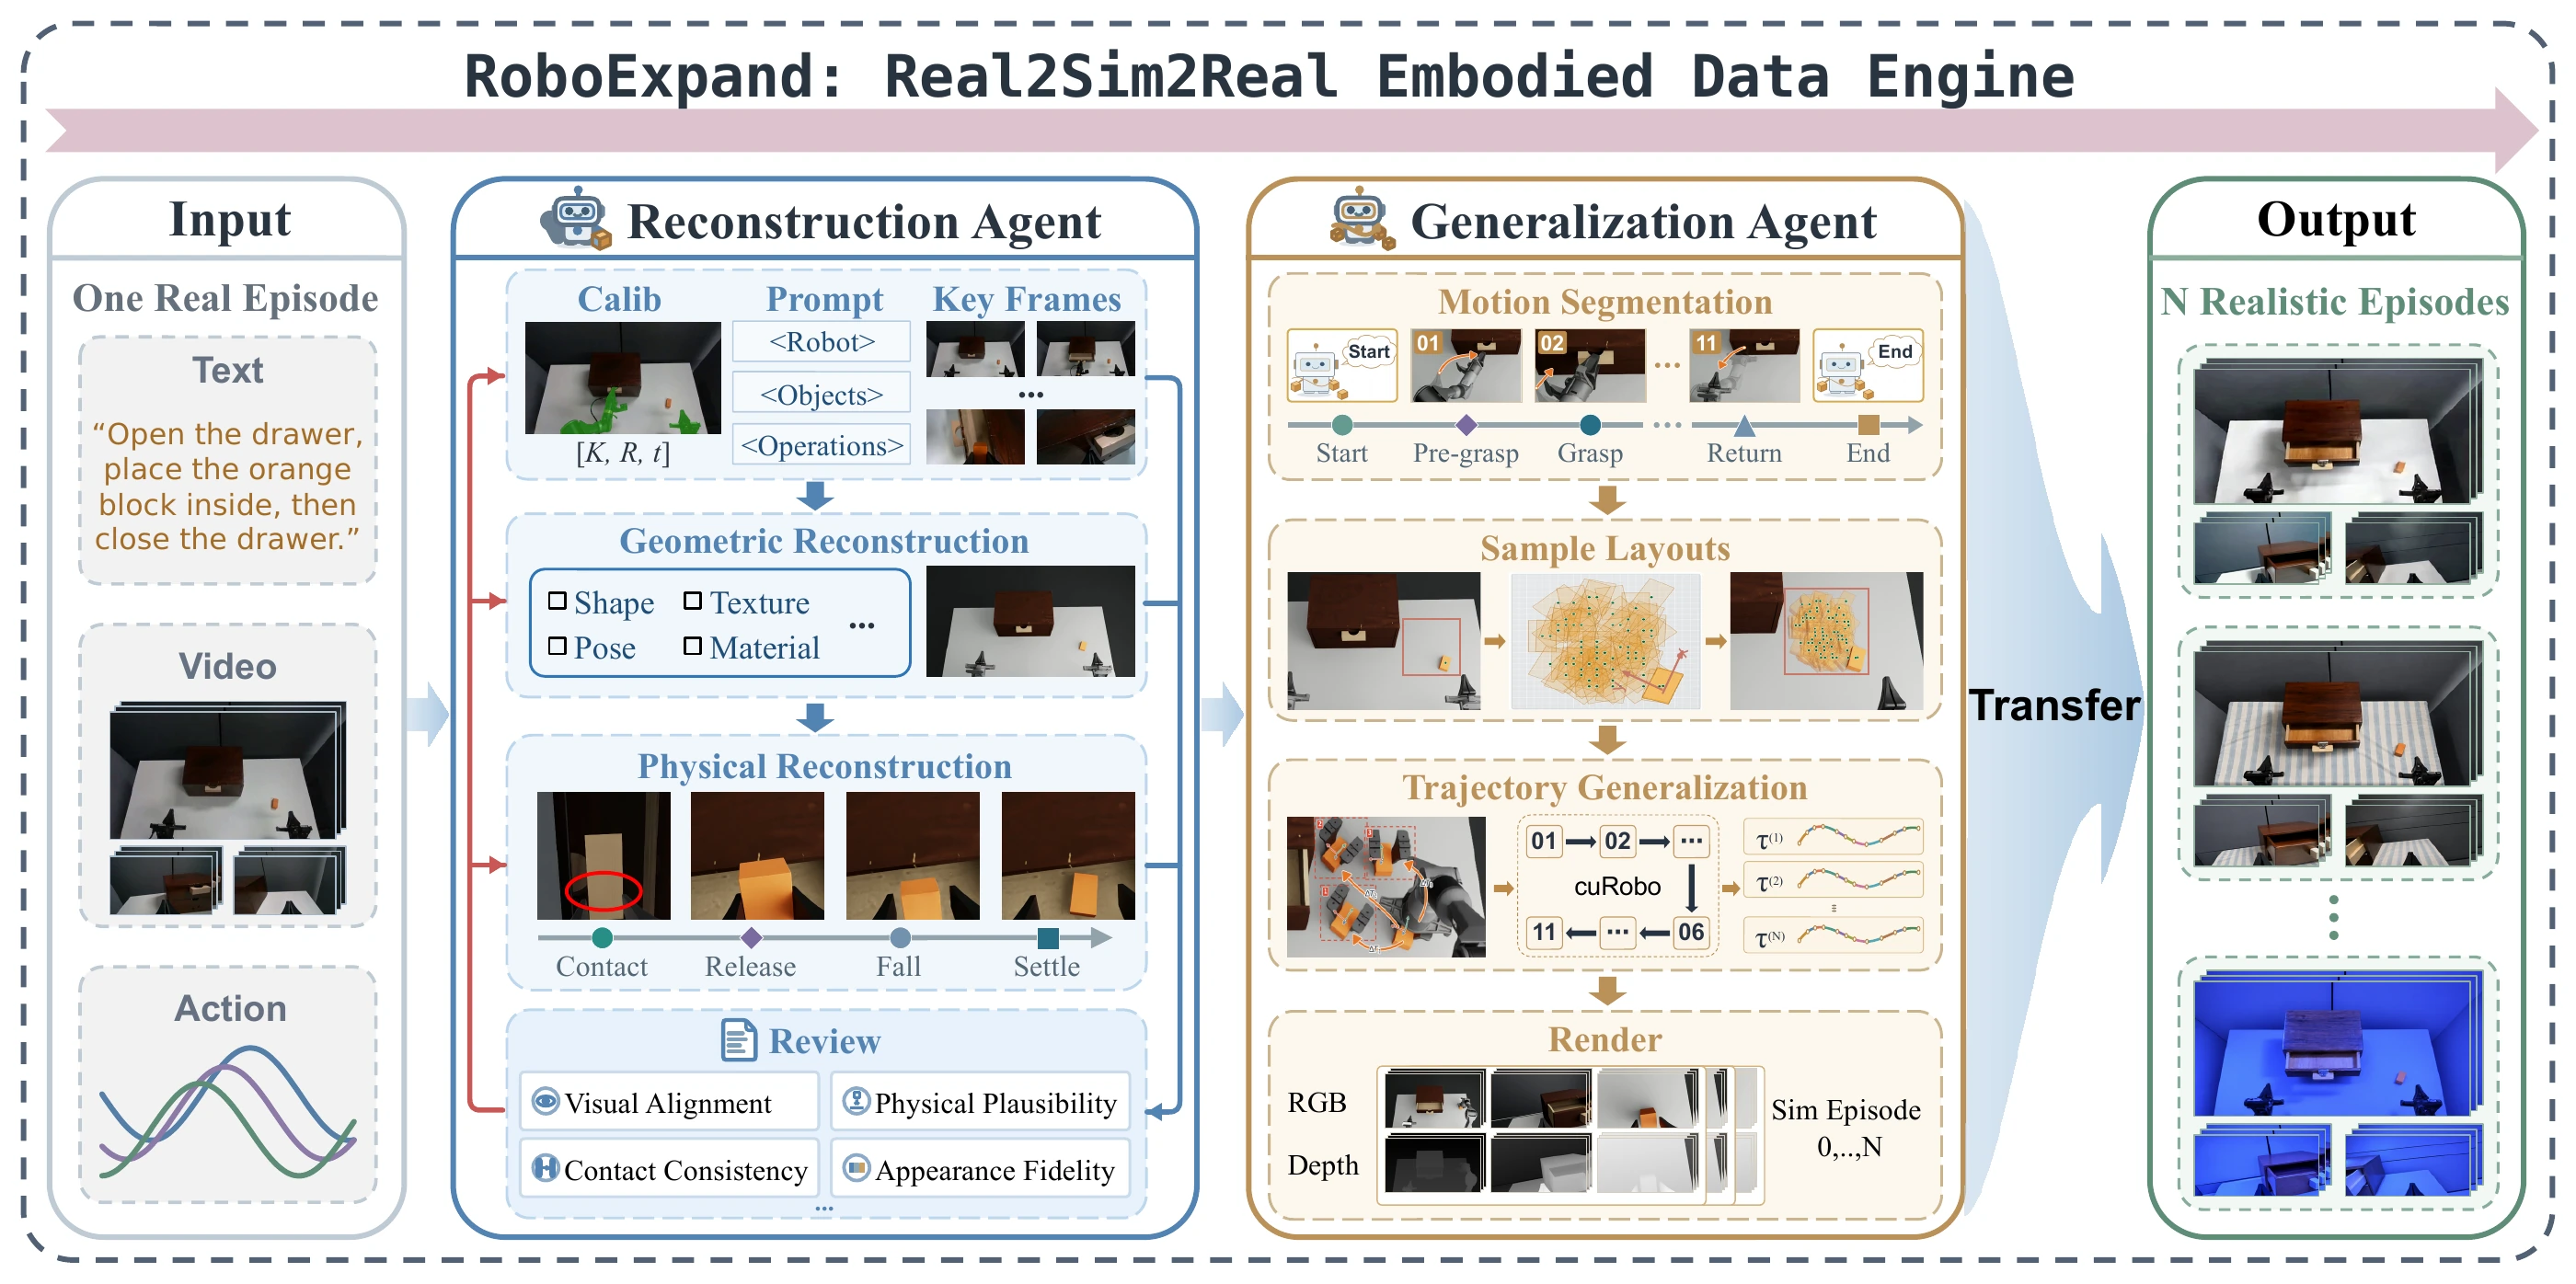 RoboExpand: Real2Sim2Real Embodied Data Engine
Input
One Real Episode
Text
“Open the drawer,
place the orange
block inside, then
close the drawer.”
Video
Action
Reconstruction Agent
Calib
[K, R, t]
Prompt
<Robot>
<Objects>
<Operations>
Key Frames
...
Geometric Reconstruction
Shape
Texture
Pose
Material
...
Physical Reconstruction
Contact
Release
Fall
Settle
Review
Visual Alignment
Physical Plausibility
Contact Consistency
Appearance Fidelity
...
Generalization Agent
Motion Segmentation
Start
01
02
...
11
End
Start
Pre-grasp
Grasp
...
Return
End
Sample Layouts
Trajectory Generalization
01
02
...
cuRobo
11
...
06
τ(1)
τ(2)
τ(N)
Render
RGB
Depth
Sim Episode
0,..,N
Transfer
Output
N Realistic Episodes